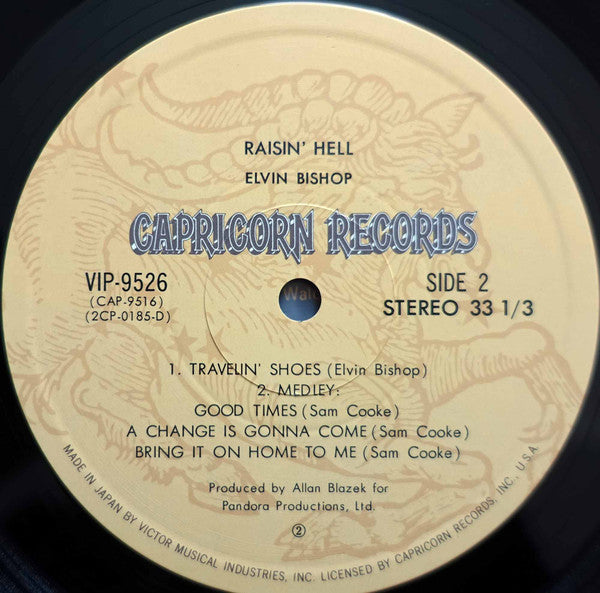 RAISIN' HELL
ELVIN BISHOP
CAPRICORN RECORDS
VIP-9526
(CAP-9516)
(2CP-0185-D)
SIDE 2
STEREO 33 1/3
1. TRAVELIN' SHOES (Elvin Bishop)
2. MEDLEY:
GOOD TIMES (Sam Cooke)
A CHANGE IS GONNA COME (Sam Cooke)
BRING IT ON HOME TO ME (Sam Cooke)
Produced by Allan Blazek for
Pandora Productions, Ltd.
②
MADE IN JAPAN BY VICTOR MUSICAL INDUSTRIES, INC. LICENSED BY CAPRICORN RECORDS, INC., U.S.A.